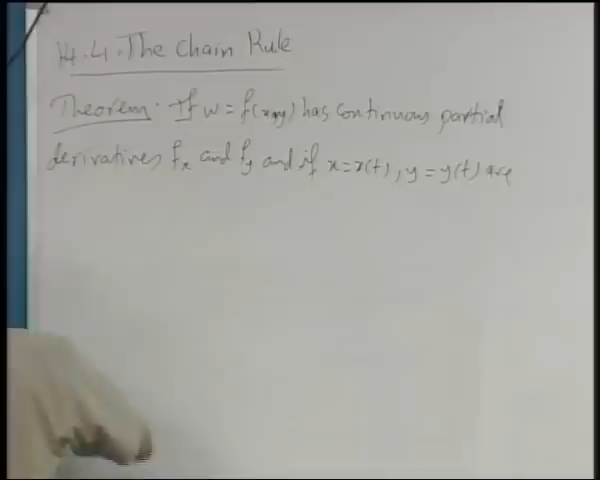 14.4. The Chain Rule
Theorem. If w = f(x,y) has continuous partial
derivatives fx and fy and if x = x(t), y = y(t) are